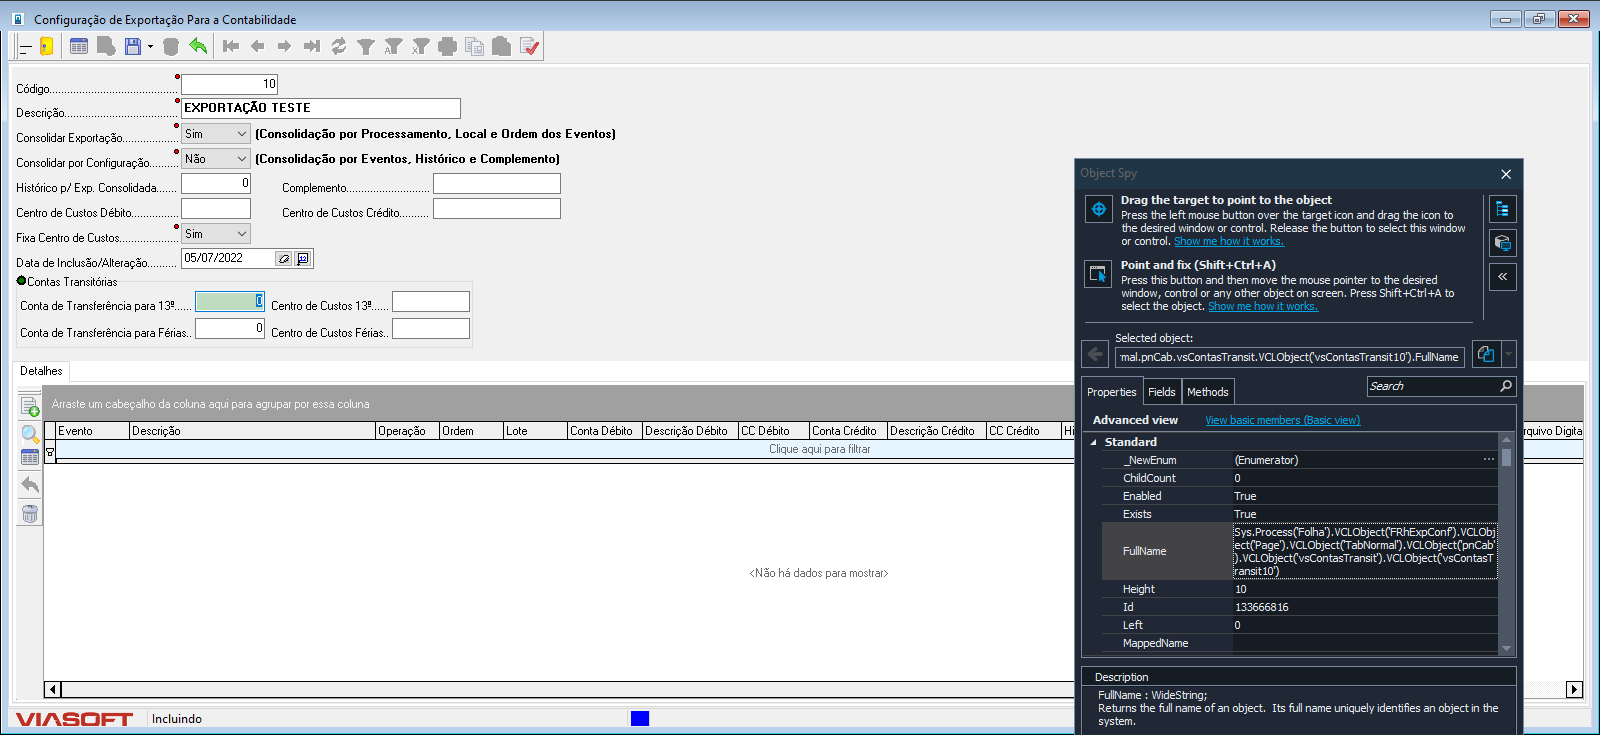 Configuração de Exportação Para a Contabilidade
Código..........................................
10
Descrição.....................................
EXPORTAÇÃO TESTE
Consolidar Exportação..................
Sim
(Consolidação por Processamento, Local e Ordem dos Eventos)
Consolidar por Configuração.........
Não
(Consolidação por Eventos, Histórico e Complemento)
Histórico p/ Exp. Consolidada.......
0
Complemento...........................
Centro de Custos Débito...............
Centro de Custos Crédito..........
Fixa Centro de Custos...................
Sim
Data de Inclusão/Alteração..........
05/07/2022
Contas Transitórias
Conta de Transferência para 13º......
0
Centro de Custos 13º......
Conta de Transferência para Férias..
0
Centro de Custos Férias..
Detalhes
Arraste um cabeçalho da coluna aqui para agrupar por essa coluna
Evento
Descrição
Operação
Ordem
Lote
Conta Débito
Descrição Débito
CC Débito
Conta Crédito
Descrição Crédito
CC Crédito
Hi
rquivo Digita
Clique aqui para filtrar
<Não há dados para mostrar>
VIASOFT
Incluindo
Object Spy
Drag the target to point to the object
Press the left mouse button over the target icon and drag the icon to
the desired window or control. Release the button to select this window
or control. Show me how it works.
Point and fix (Shift+Ctrl+A)
Press this button and then move the mouse pointer to the desired
window, control or any other object on screen. Press Shift+Ctrl+A to
select the object. Show me how it works.
Selected object:
mal.pnCab.vsContasTransit.VCLObject('vsContasTransit10').FullName
Properties
Fields
Methods
Search
Advanced view
View basic members (Basic view)
Standard
_NewEnum
(Enumerator)
ChildCount
0
Enabled
True
Exists
True
FullName
Sys.Process('Folha').VCLObject('FRhExpConf').VCLObj
ect('Page').VCLObject('TabNormal').VCLObject('pnCab'
).VCLObject('vsContasTransit').VCLObject('vsContasT
ransit10')
Height
10
Id
133666816
Left
0
MappedName
Description
FullName : WideString;
Returns the full name of an object. Its full name uniquely identifies an object in the
system.